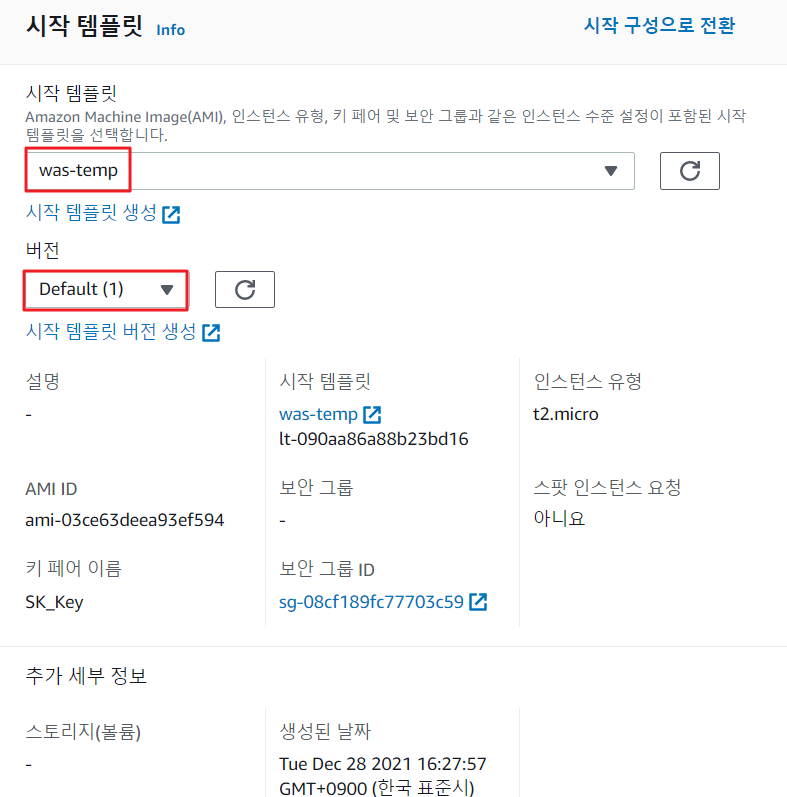 시작 템플릿 Info
시작 구성으로 전환
시작 템플릿
Amazon Machine Image(AMI), 인스턴스 유형, 키 페어 및 보안 그룹과 같은 인스턴스 수준 설정이 포함된 시작
템플릿을 선택합니다.
was-temp
시작 템플릿 생성
버전
Default (1)
시작 템플릿 버전 생성
설명
-
시작 템플릿
was-temp
lt-090aa86a88b23bd16
인스턴스 유형
t2.micro
AMI ID
ami-03ce63deea93ef594
보안 그룹
-
스팟 인스턴스 요청
아니요
키 페어 이름
SK_Key
보안 그룹 ID
sg-08cf189fc77703c59
추가 세부 정보
스토리지(볼륨)
-
생성된 날짜
Tue Dec 28 2021 16:27:57
GMT+0900 (한국 표준시)